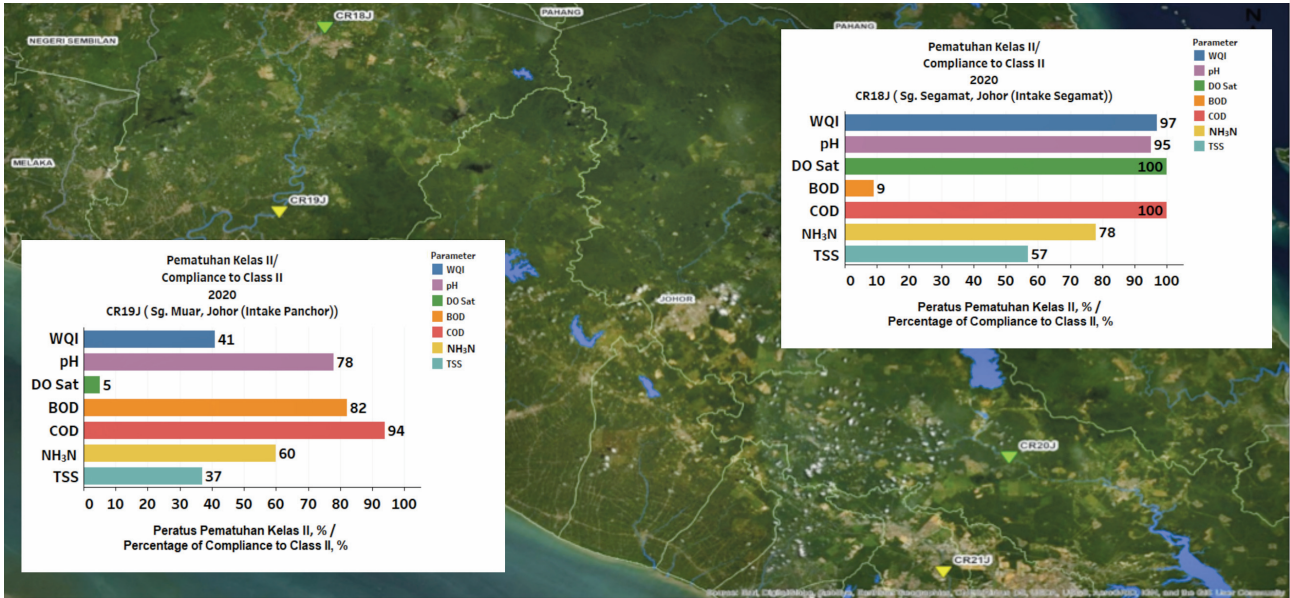 CR18J
PAHANG
NEGERI SEMBILAN
PAHANG
N
MELAKA
CR19J
JOHOR
CR20J
CR21J
Pematuhan Kelas II/
Compliance to Class II
2020
CR18J ( Sg. Segamat, Johor (Intake Segamat))
Parameter
WQI
pH
DO Sat
BOD
COD
NH₃N
TSS
WQI 97
pH 95
DO Sat 100
BOD 9
COD 100
NH₃N 78
TSS 57
0 10 20 30 40 50 60 70 80 90 100
Peratus Pematuhan Kelas II, % /
Percentage of Compliance to Class II, %
Pematuhan Kelas II/
Compliance to Class II
2020
CR19J ( Sg. Muar, Johor (Intake Panchor))
Parameter
WQI
pH
DO Sat
BOD
COD
NH₃N
TSS
WQI 41
pH 78
DO Sat 5
BOD 82
COD 94
NH₃N 60
TSS 37
0 10 20 30 40 50 60 70 80 90 100
Peratus Pematuhan Kelas II, % /
Percentage of Compliance to Class II, %
and the GIS User Community